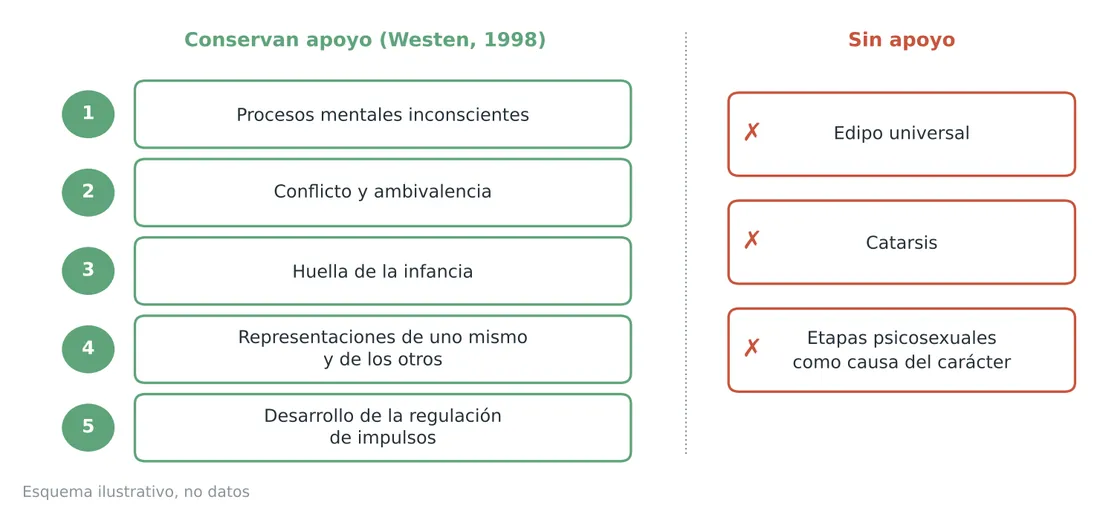 Conservan apoyo (Westen, 1998)
1
Procesos mentales inconscientes
2
Conflicto y ambivalencia
3
Huella de la infancia
4
Representaciones de uno mismo
y de los otros
5
Desarrollo de la regulación
de impulsos
Sin apoyo
✗ Edipo universal
✗ Catarsis
✗ Etapas psicosexuales
como causa del carácter
Esquema ilustrativo, no datos